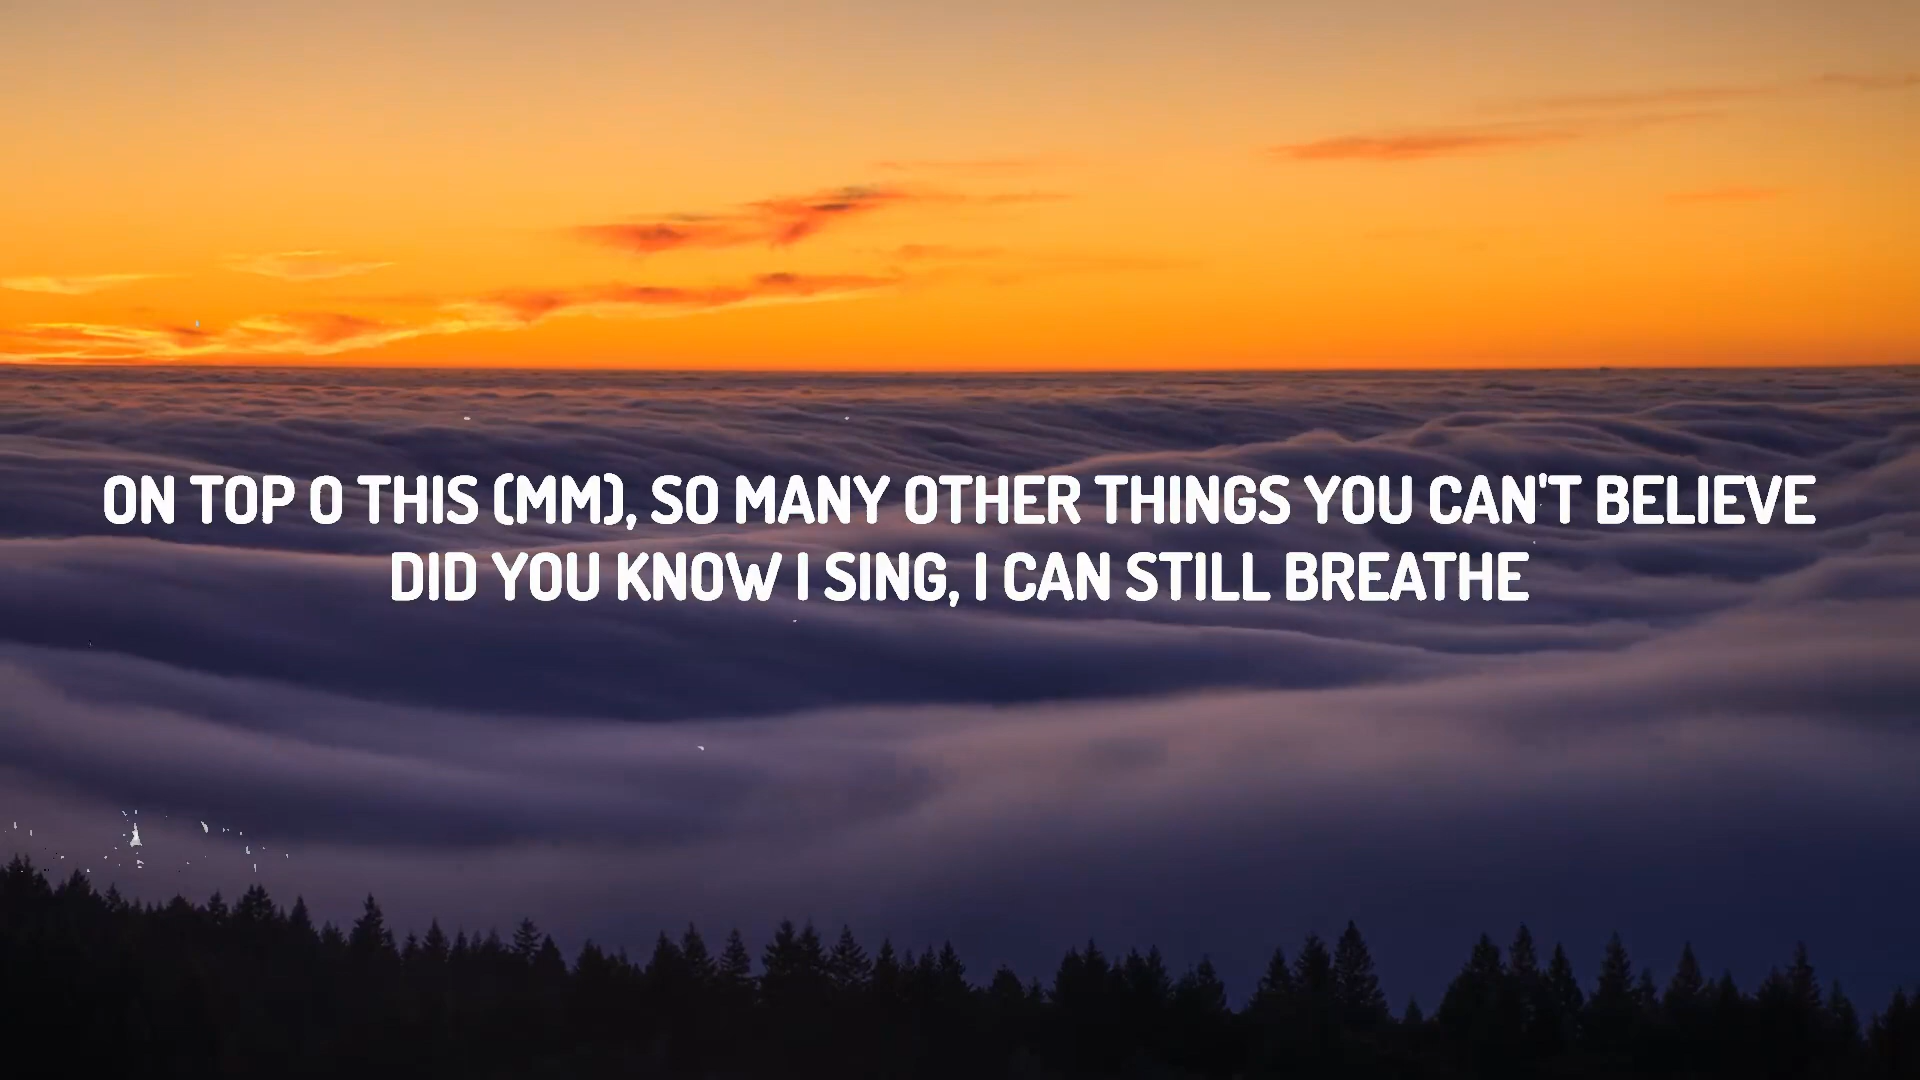 ON TOP O THIS (MM), SO MANY OTHER THINGS YOU CAN'T BELIEVE
DID YOU KNOW I SING, I CAN STILL BREATHE